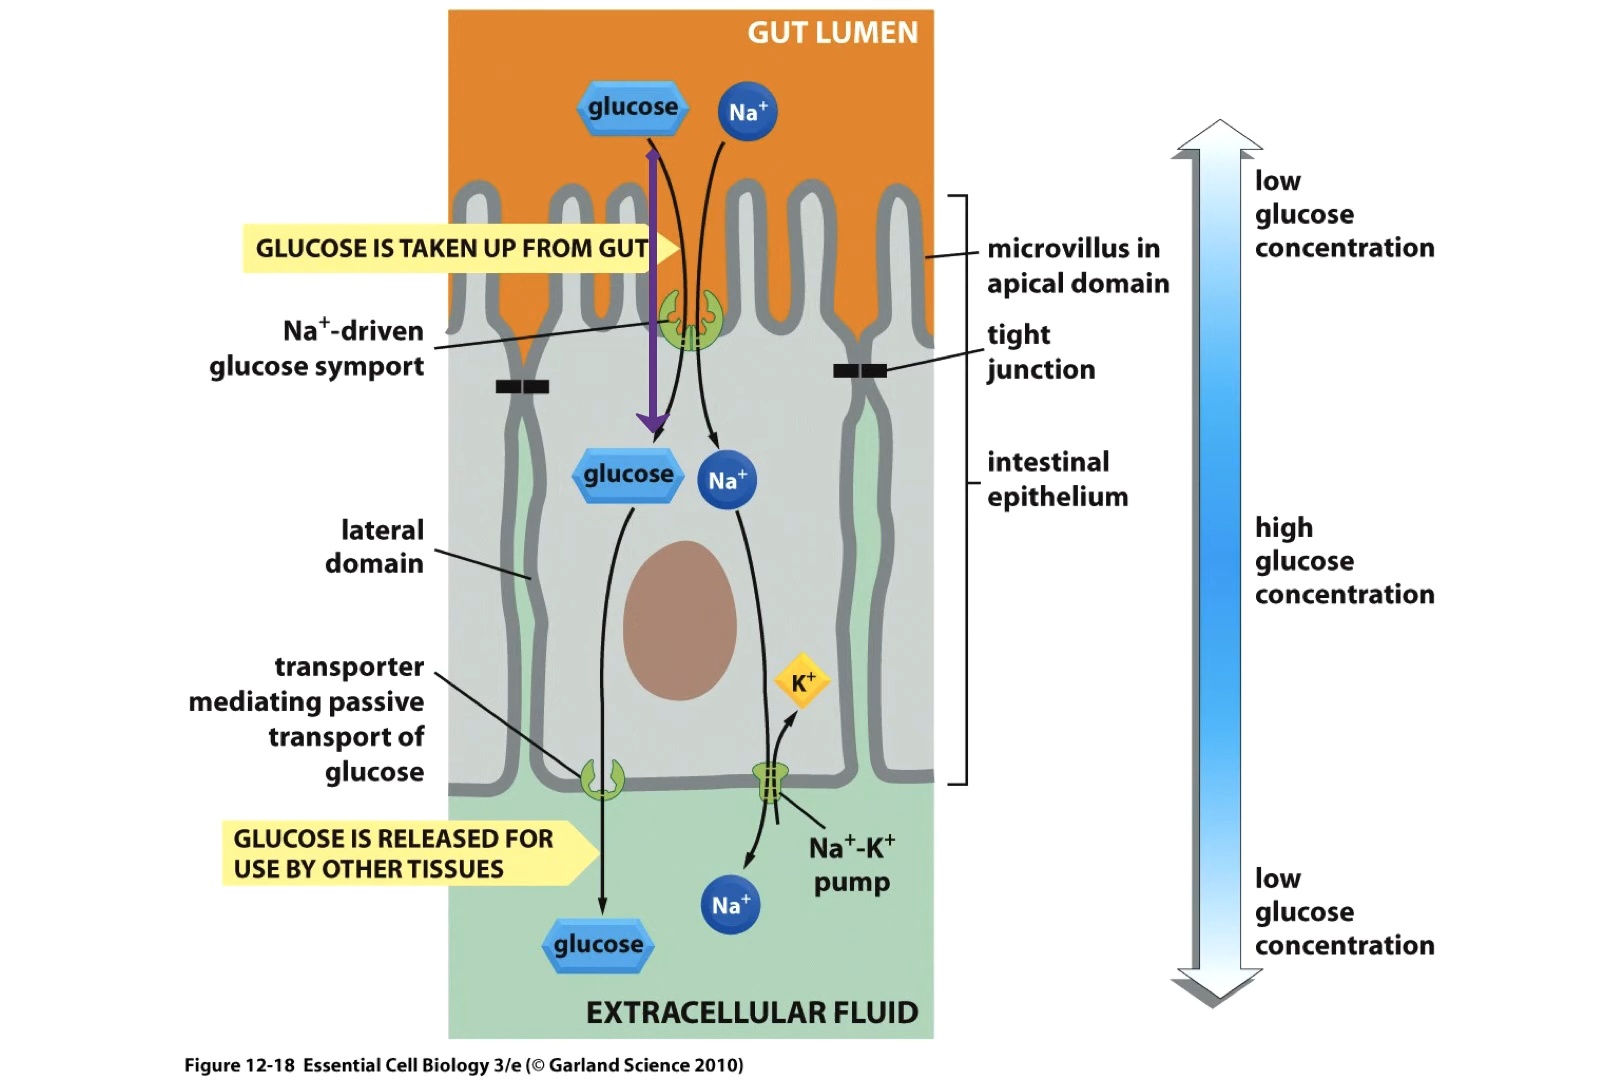 GUT LUMEN
glucose
Na+
GLUCOSE IS TAKEN UP FROM GUT
Na+-driven
glucose symport
glucose
Na+
lateral
domain
transporter
mediating passive
transport of
glucose
K+
GLUCOSE IS RELEASED FOR
USE BY OTHER TISSUES
Na+-K+
pump
Na+
glucose
EXTRACELLULAR FLUID
microvillus in
apical domain
tight
junction
intestinal
epithelium
low
glucose
concentration
high
glucose
concentration
low
glucose
concentration
Figure 12-18 Essential Cell Biology 3/e (© Garland Science 2010)